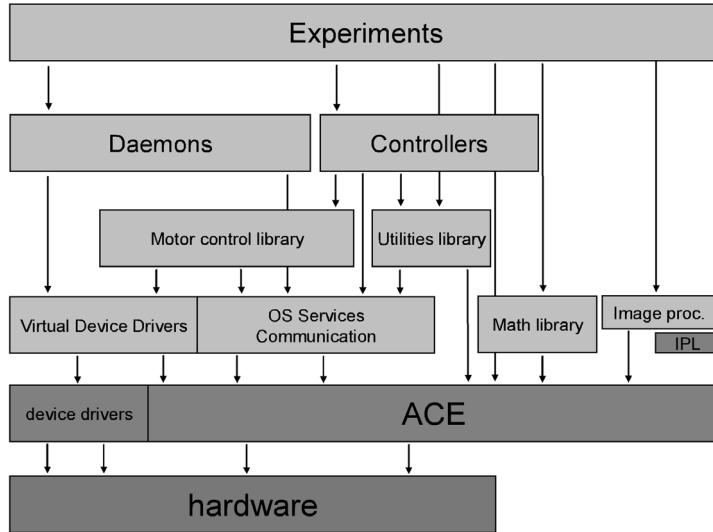 Experiments
Daemons
Controllers
Motor control library
Utilities library
Virtual Device Drivers
OS Services
Communication
Math library
Image proc.
IPL
device drivers
ACE
hardware